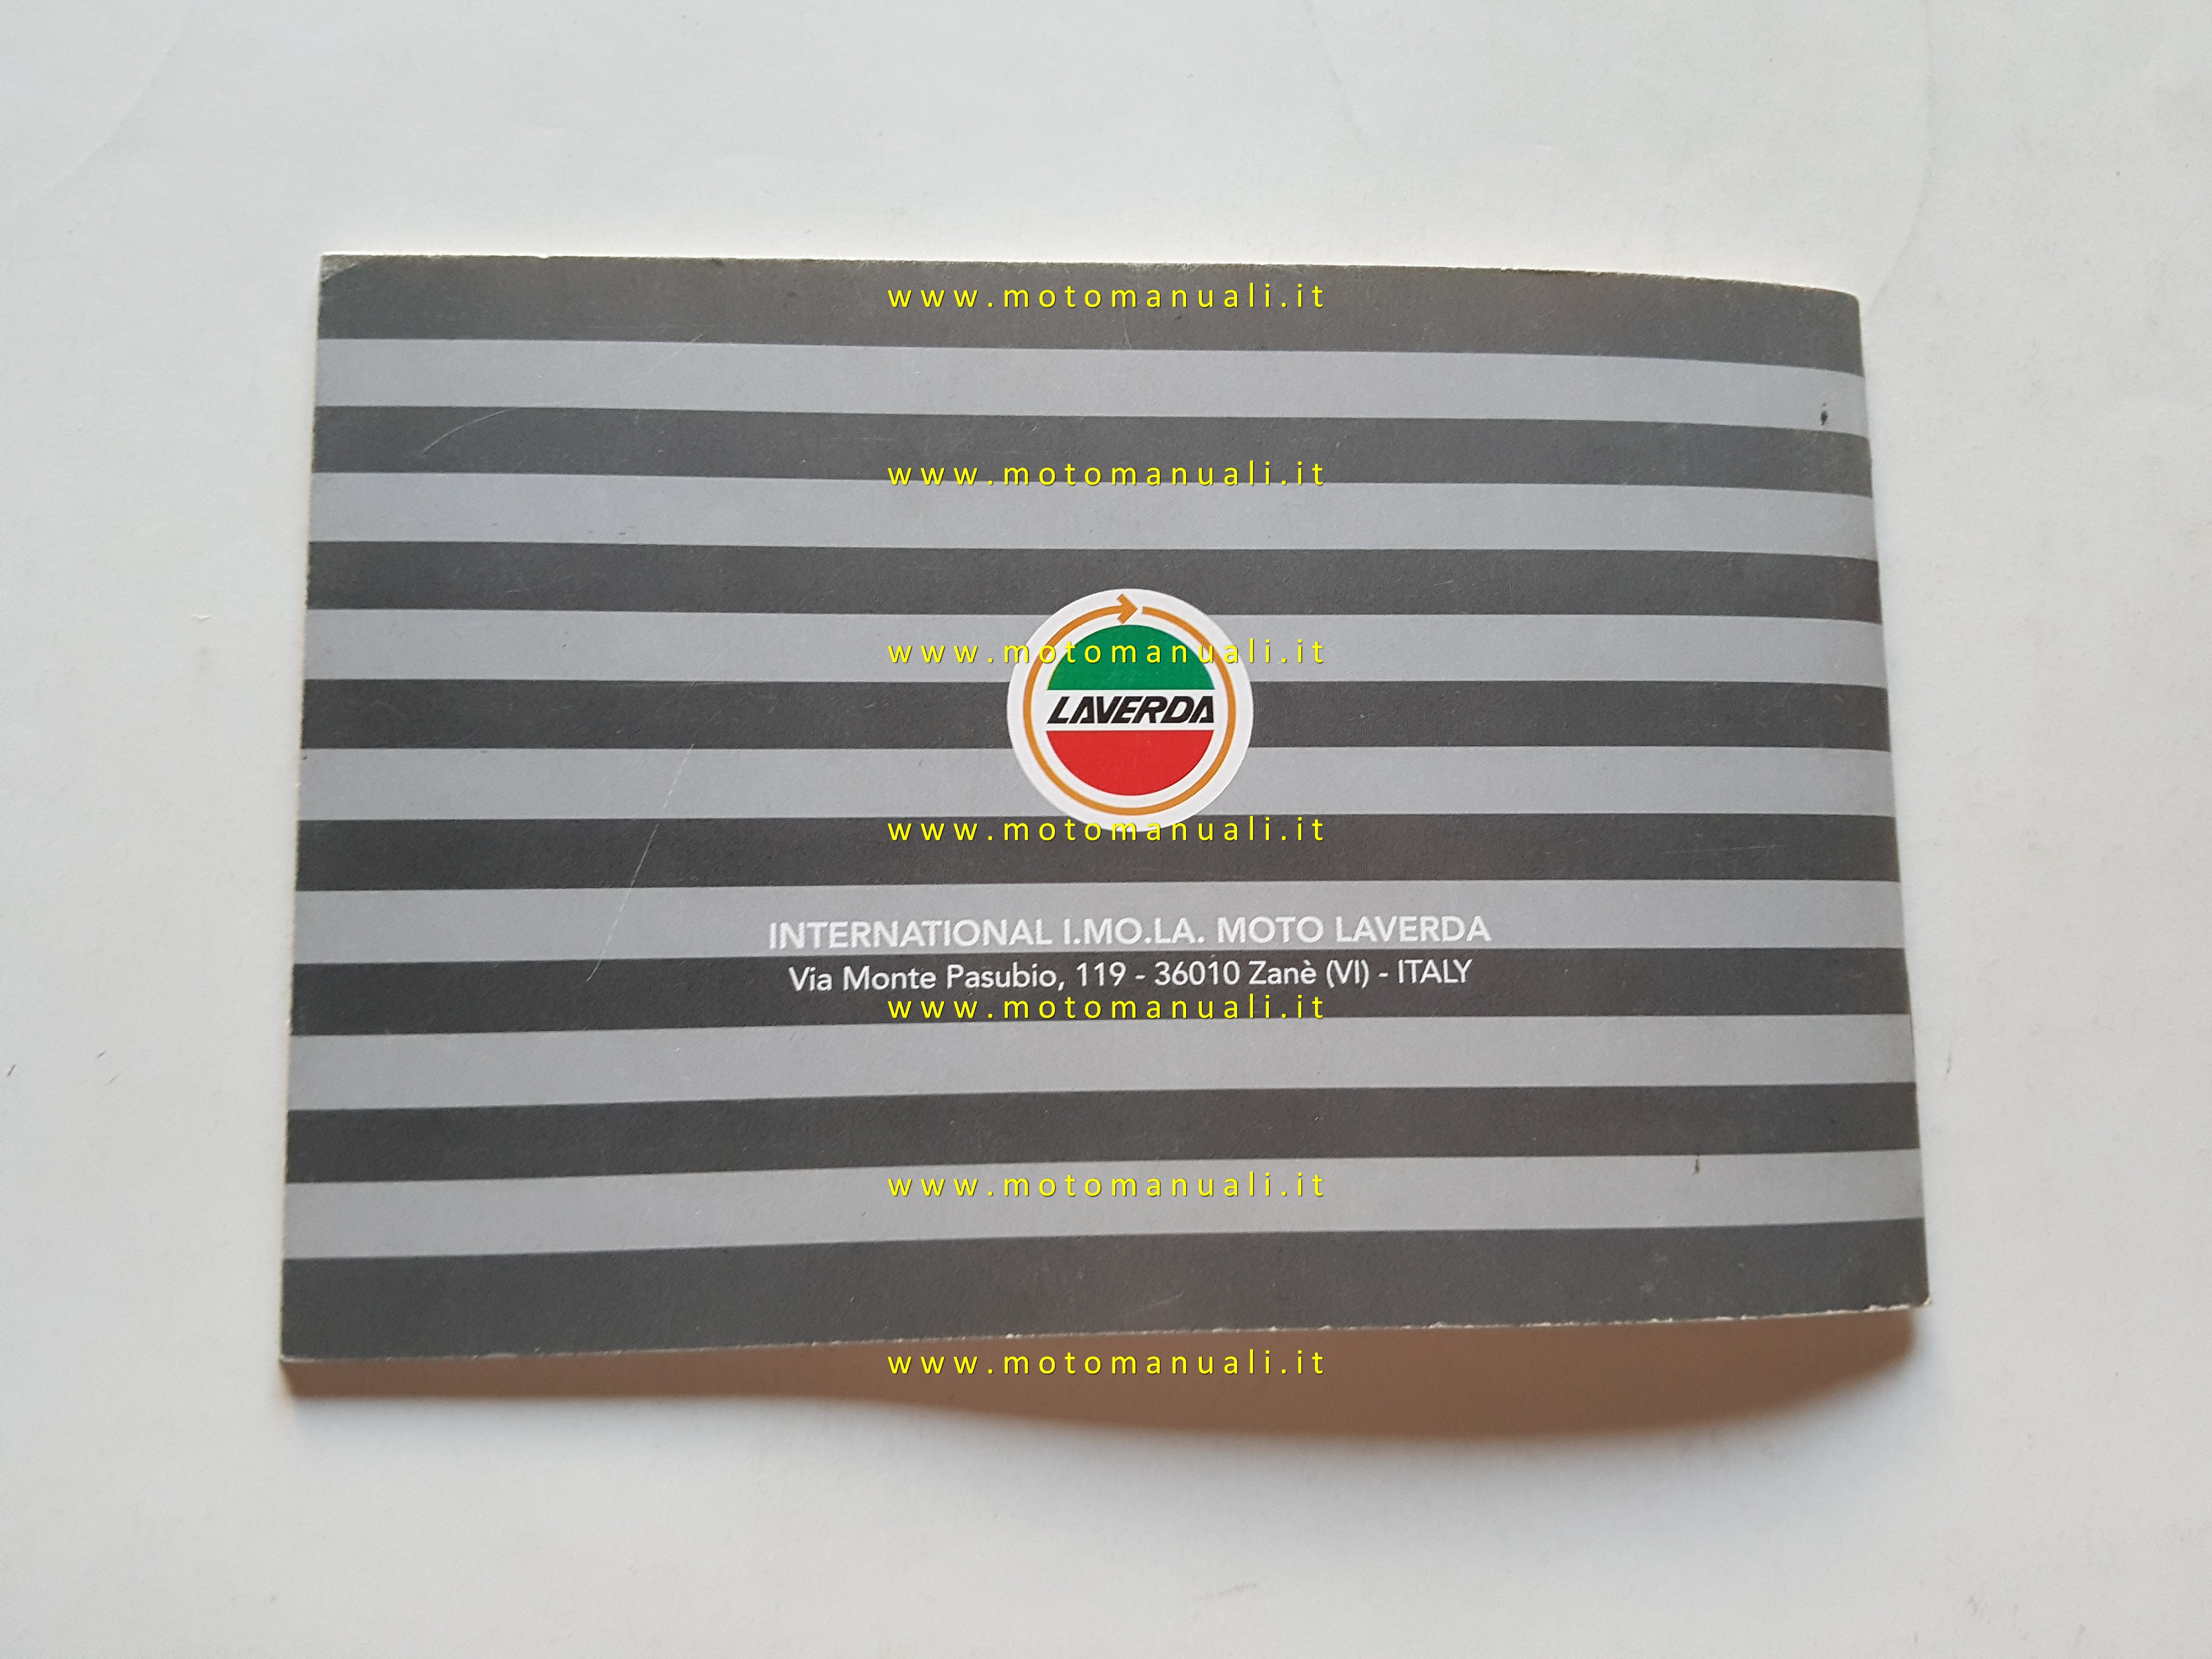 www.motomanuali.it
www.motomanuali.it
www.motomanuali.it
LAVERDA
www.motomanuali.it
INTERNATIONAL I.MO.LA. MOTO LAVERDA
Via Monte Pasubio, 119 - 36010 Zanè (VI) - ITALY
www.motomanuali.it
www.motomanuali.it
www.motomanuali.it